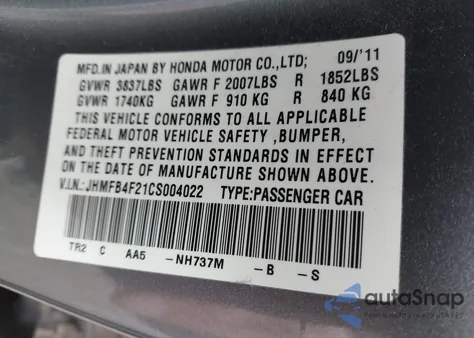 MFD.IN JAPAN BY HONDA MOTOR CO.,LTD; 09/'11
GVWR 3837LBS GAWR F 2007LBS R 1852LBS
GVWR 1740KG GAWR F 910 KG R 840 KG
THIS VEHICLE CONFORMS TO ALL APPLICABLE
FEDERAL MOTOR VEHICLE SAFETY ,BUMPER,
AND THEFT PREVENTION STANDARDS IN EFFECT
ON THE DATE OF MANUFACTURE SHOWN ABOVE.
V.I.N.:JHMFB4F21CS004022 TYPE:PASSENGER CAR
TR2 C AA5 -NH737M -B -S
autoSnap